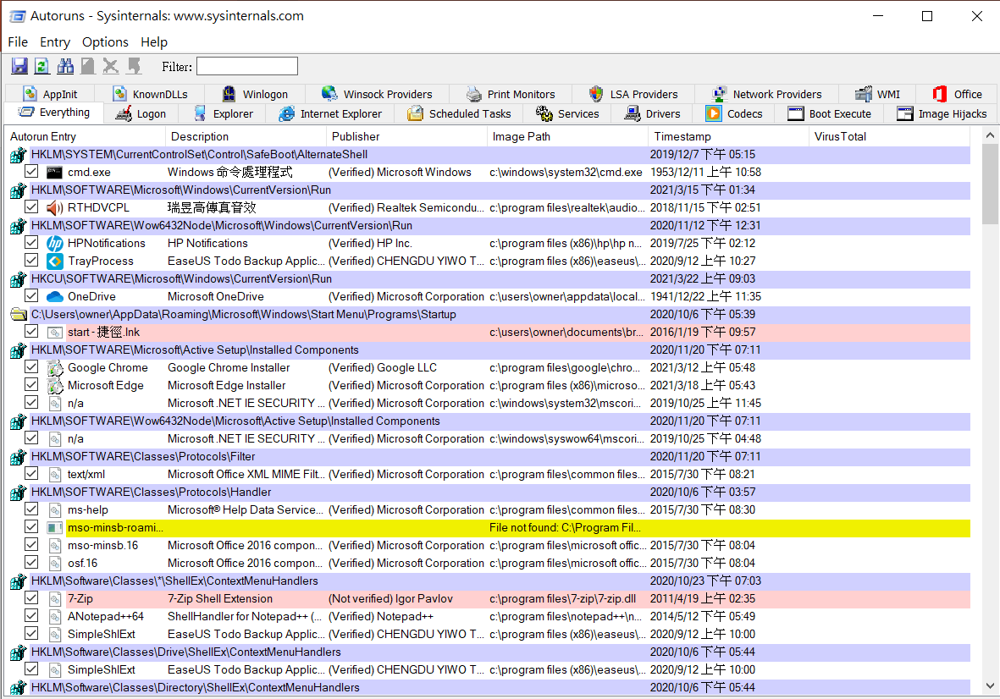 Autoruns - Sysinternals: www.sysinternals.com
File Entry Options Help
Filter:
AppInit KnownDLLs Winlogon Winsock Providers Print Monitors LSA Providers Network Providers WMI Office
Everything Logon Explorer Internet Explorer Scheduled Tasks Services Drivers Codecs Boot Execute Image Hijacks
Autorun Entry Description Publisher Image Path Timestamp VirusTotal
HKLM\SYSTEM\CurrentControlSet\Control\SafeBoot\AlternateShell 2019/12/7 下午 05:15
cmd.exe Windows 命令處理程式 (Verified) Microsoft Windows c:\windows\system32\cmd.exe 1953/12/11 上午 10:58
HKLM\SOFTWARE\Microsoft\Windows\CurrentVersion\Run 2021/3/15 下午 01:34
RTHDVCPL 瑞昱高傳真音效 (Verified) Realtek Semicondu... c:\program files\realtek\audio... 2018/11/15 下午 02:51
HKLM\SOFTWARE\Wow6432Node\Microsoft\Windows\CurrentVersion\Run 2020/11/12 下午 12:31
HPNotifications HP Notifications (Verified) HP Inc. c:\program files (x86)\hp\hp n... 2019/7/25 下午 02:12
TrayProcess EaseUS Todo Backup Applic... (Verified) CHENGDU YIWO T... c:\program files (x86)\easeus\... 2020/9/12 上午 10:27
HKCU\SOFTWARE\Microsoft\Windows\CurrentVersion\Run 2021/3/22 上午 09:03
OneDrive Microsoft OneDrive (Verified) Microsoft Corporation c:\users\owner\appdata\local... 1941/12/22 上午 11:35
C:\Users\owner\AppData\Roaming\Microsoft\Windows\Start Menu\Programs\Startup 2020/10/6 下午 05:39
start - 捷徑.lnk c:\users\owner\documents\br... 2016/1/19 下午 09:57
HKLM\SOFTWARE\Microsoft\Active Setup\Installed Components 2020/11/20 下午 07:11
Google Chrome Google Chrome Installer (Verified) Google LLC c:\program files\google\chro... 2021/3/12 上午 05:48
Microsoft Edge Microsoft Edge Installer (Verified) Microsoft Corporation c:\program files (x86)\microso... 2021/3/18 上午 05:43
n/a Microsoft .NET IE SECURITY ... (Verified) Microsoft Corporation c:\windows\system32\mscori... 2019/10/25 上午 11:45
HKLM\SOFTWARE\Wow6432Node\Microsoft\Active Setup\Installed Components 2020/11/20 下午 07:11
n/a Microsoft .NET IE SECURITY ... (Verified) Microsoft Corporation c:\windows\syswow64\mscori... 2019/10/25 下午 04:48
HKLM\SOFTWARE\Classes\Protocols\Filter 2020/11/20 下午 07:11
text/xml Microsoft Office XML MIME Filt... (Verified) Microsoft Corporation c:\program files\common files... 2015/7/30 下午 08:21
HKLM\SOFTWARE\Classes\Protocols\Handler 2020/10/6 下午 03:57
ms-help Microsoft® Help Data Service... (Verified) Microsoft Corporation c:\program files\common files... 2015/7/30 下午 08:30
mso-minsb-roami... File not found: C:\Program Fil...
mso-minsb.16 Microsoft Office 2016 compon... (Verified) Microsoft Corporation c:\program files\microsoft offic... 2015/7/30 下午 08:04
osf.16 Microsoft Office 2016 compon... (Verified) Microsoft Corporation c:\program files\microsoft offic... 2015/7/30 下午 08:04
HKLM\Software\Classes\*\ShellEx\ContextMenuHandlers 2020/10/23 下午 07:03
7-Zip 7-Zip Shell Extension (Not verified) Igor Pavlov c:\program files\7-zip\7-zip.dll 2011/4/19 上午 02:35
ANotepad++64 ShellHandler for Notepad++ (... (Verified) Notepad++ c:\program files\notepad++\n... 2014/5/12 下午 05:49
SimpleShlExt EaseUS Todo Backup Applic... (Verified) CHENGDU YIWO T... c:\program files (x86)\easeus\... 2020/9/12 上午 10:00
HKLM\Software\Classes\Drive\ShellEx\ContextMenuHandlers 2020/10/6 下午 05:44
SimpleShlExt EaseUS Todo Backup Applic... (Verified) CHENGDU YIWO T... c:\program files (x86)\easeus\... 2020/9/12 上午 10:00
HKLM\Software\Classes\Directory\ShellEx\ContextMenuHandlers 2020/10/6 下午 05:44